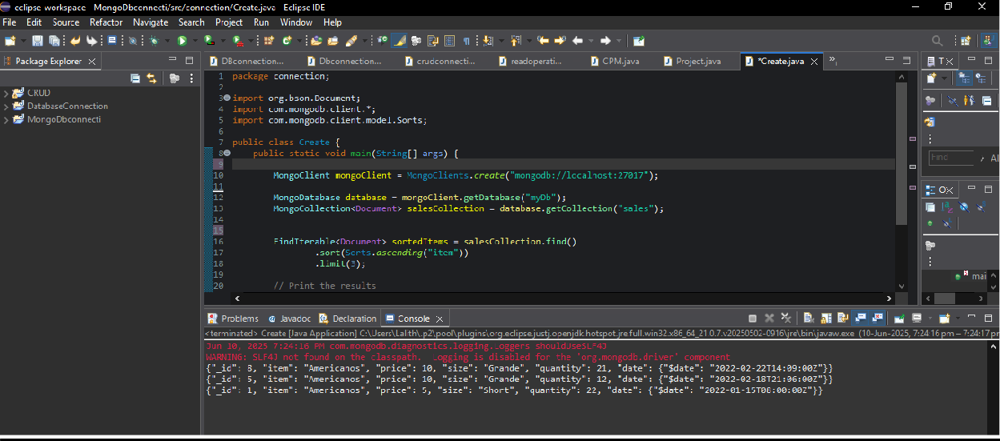 eclipse-workspace - MongoDbconnecti/src/connection/Create.java - Eclipse IDE
File Edit Source Refactor Navigate Search Project Run Window Help
Package Explorer
CRUD
DatabaseConnection
MongoDbconnecti
DBconnection...
Dbconnection...
crudconnecti...
readoperati...
CPM.java
Project.java
*Create.java
1 package connection;
2
3 import org.bson.Document;
4 import com.mongodb.client.*;
5 import com.mongodb.client.model.Sorts;
6
7 public class Create {
8 public static void main(String[] args) {
9
10 MongoClient mongoClient = MongoClients.create("mongodb://localhost:27017");
11
12 MongoDatabase database = mongoClient.getDatabase("myDb");
13 MongoCollection<Document> salesCollection = database.getCollection("sales");
14
15
16 FindIterable<Document> sortedItems = salesCollection.find()
17 .sort(Sorts.ascending("item"))
18 .limit(3);
19
20 // Print the results
T
Find
Al
O
mai
Problems Javadoc Declaration Console
<terminated> Create [Java Application] C:\Users\Lalith\.p2\pool\plugins\org.eclipse.justj.openjdk.hotspot.jre.full.win32.x86_64_21.0.7.v20250502-0916\jre\bin\javaw.exe (10-Jun-2025, 7:24:16 pm – 7:24:17 pr
Jun 10, 2025 7:24:16 PM com.mongodb.diagnostics.logging.Loggers shouldUseSLF4J
WARNING: SLF4J not found on the classpath. Logging is disabled for the 'org.mongodb.driver' component
{"_id": 8, "item": "Americanos", "price": 10, "size": "Grande", "quantity": 21, "date": {"$date": "2022-02-22T14:09:00Z"}}
{"_id": 5, "item": "Americanos", "price": 10, "size": "Grande", "quantity": 12, "date": {"$date": "2022-02-18T21:06:00Z"}}
{"_id": 1, "item": "Americanos", "price": 5, "size": "Short", "quantity": 22, "date": {"$date": "2022-01-15T08:00:00Z"}}